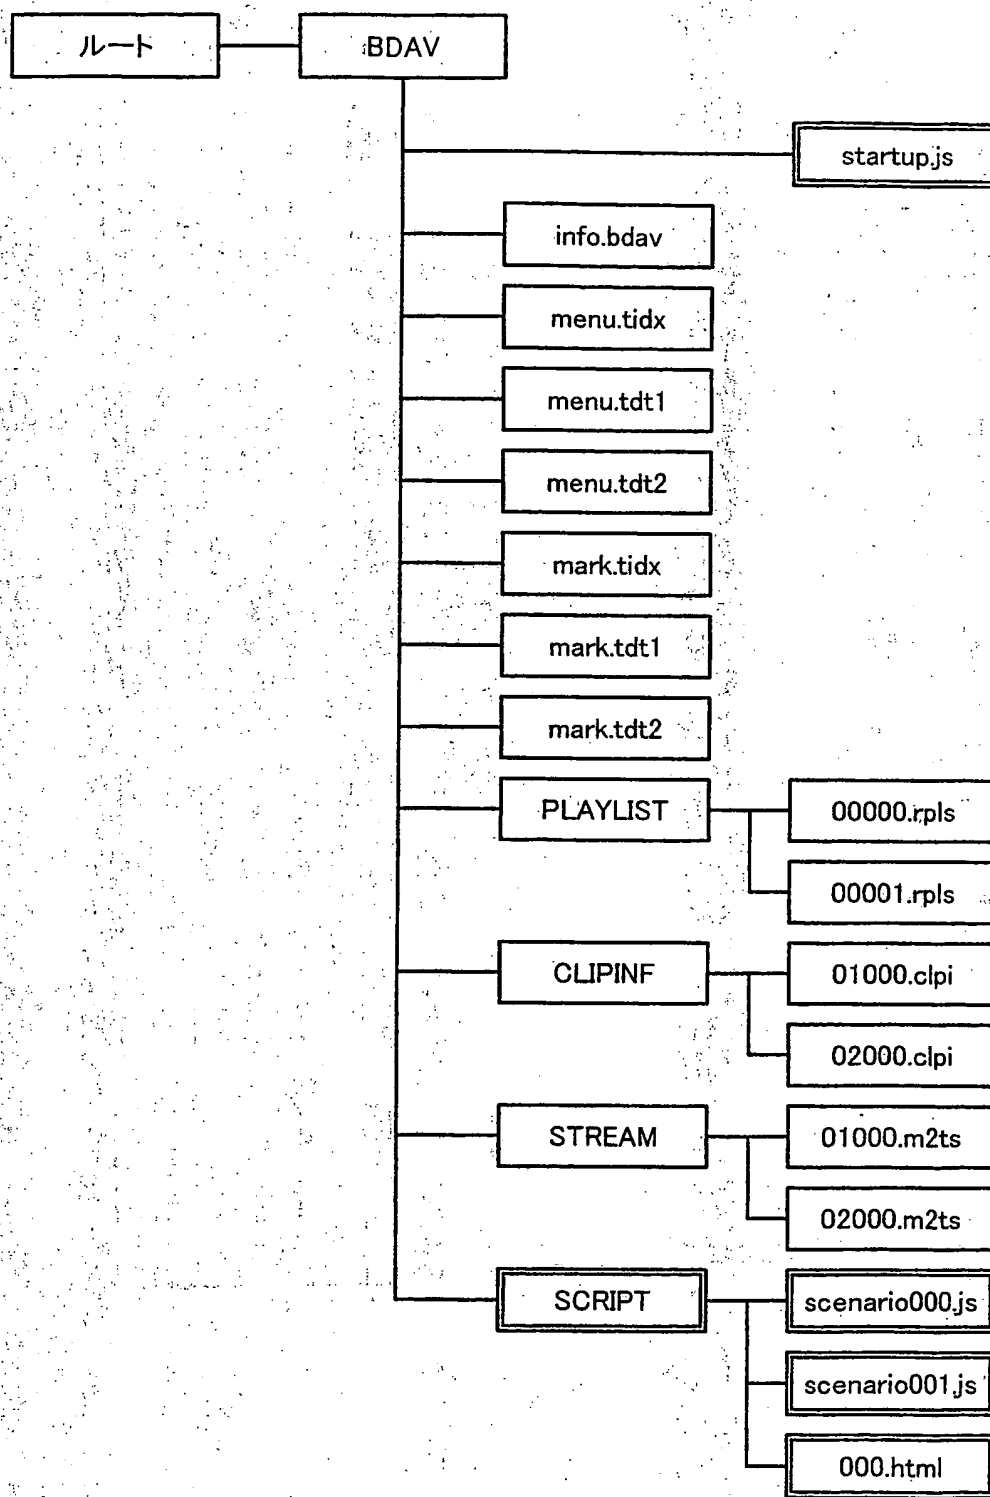 ルート
BDAV
startup.js
info.bdav
menu.tidx
menu.tdt1
menu.tdt2
mark.tidx
mark.tdt1
mark.tdt2
PLAYLIST
00000.rpls
00001.rpls
CLIPINF
01000.clpi
02000.clpi
STREAM
01000.m2ts
02000.m2ts
SCRIPT
scenario000.js
scenario001.js
000.html